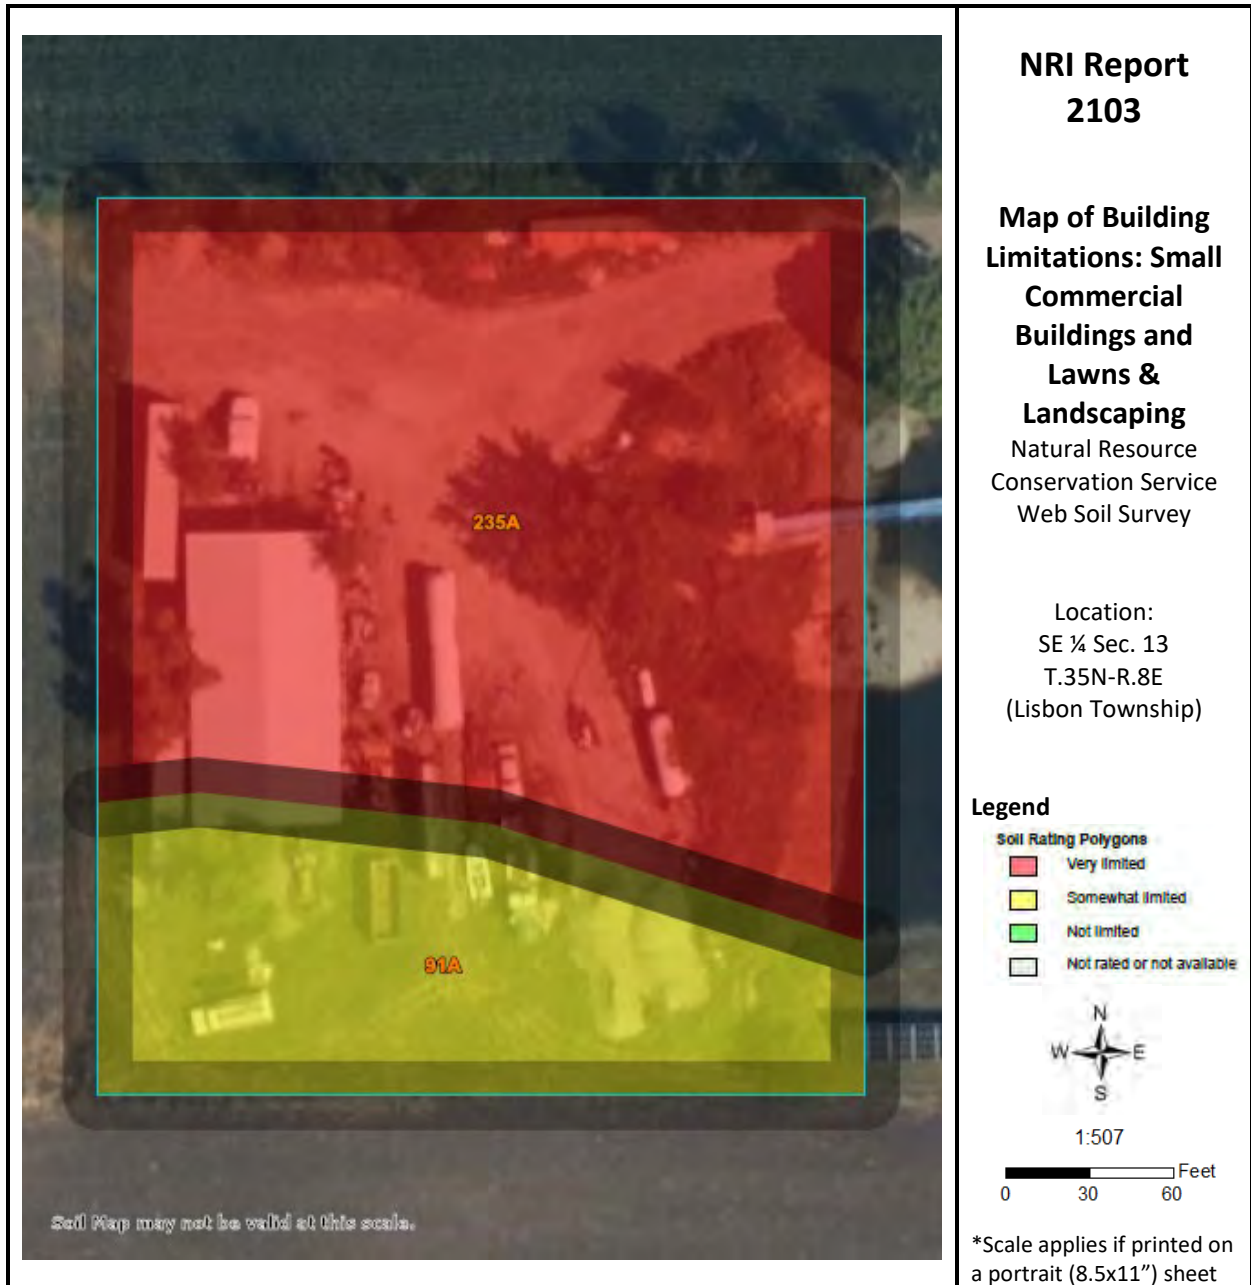 235A
91A
Soil Map may not be valid at this scale.
NRI Report
2103
Map of Building
Limitations: Small
Commercial
Buildings and
Lawns &
Landscaping
Natural Resource
Conservation Service
Web Soil Survey
Location:
SE ¼ Sec. 13
T.35N-R.8E
(Lisbon Township)
Legend
Soil Rating Polygons
Very limited
Somewhat limited
Not limited
Not rated or not available
N
W E
S
1:507
Feet
0 30 60
*Scale applies if printed on
a portrait (8.5x11”) sheet